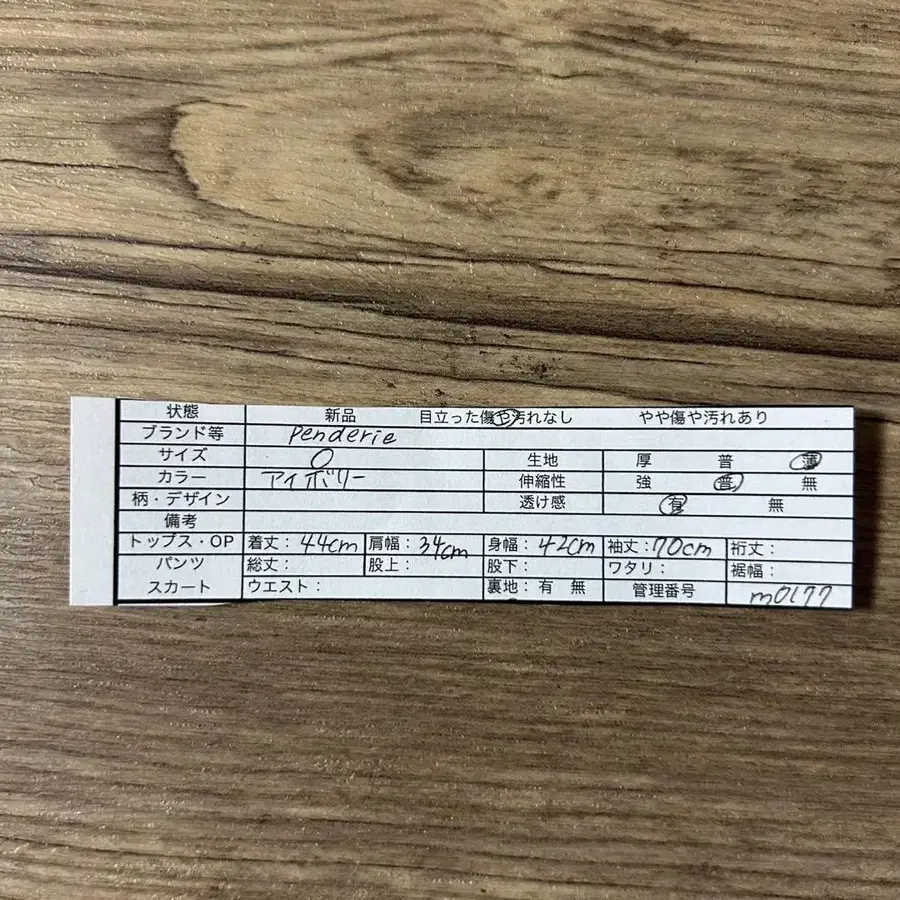 状態 新品 目立った傷や汚れなし やや傷や汚れあり
ブランド等 Penderie
サイズ 0 生地 厚 普 薄
カラー アイボリー 伸縮性 強 普 無
柄・デザイン 透け感 有 無
備考
トップス・OP 着丈: 44cm 肩幅: 34cm 身幅: 42cm 袖丈: 70cm 裄丈:
パンツ 総丈: 股上: 股下: ワタリ: 裾幅:
スカート ウエスト: 裏地: 有 無 管理番号 m0177